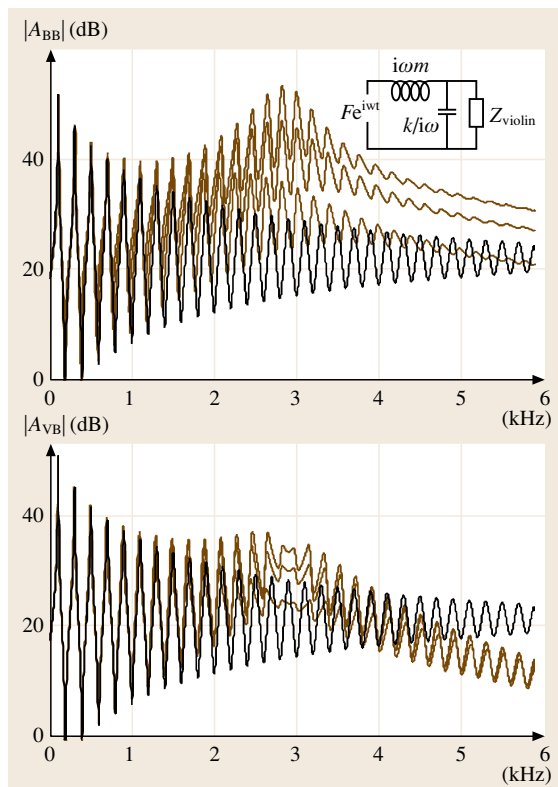 |A_BB| (dB)
iωm
Fe^iwt
k/iω
Z_violin
40
20
0
0 1 2 3 4 5 6
(kHz)
|A_VB| (dB)
40
20
0
0 1 2 3 4 5 6
(kHz)